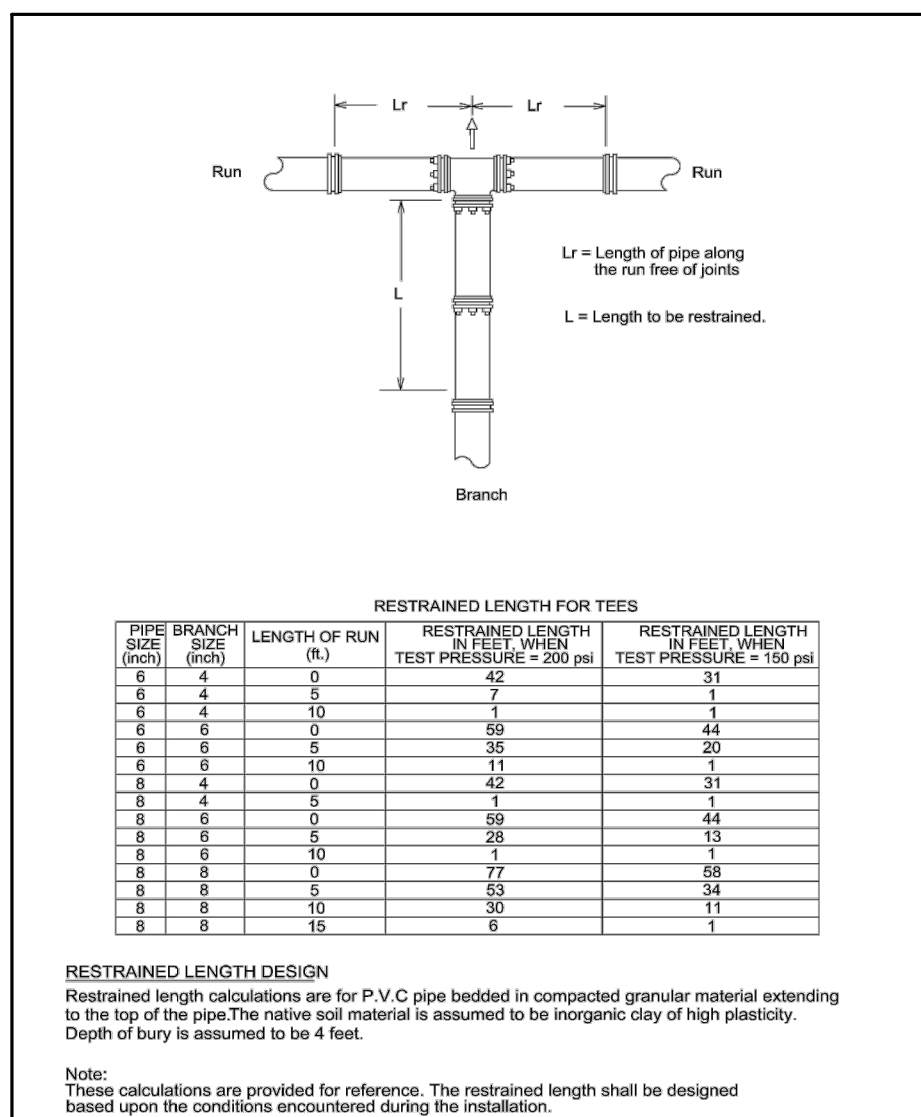 Lr Lr
Run Run
Lr = Length of pipe along
the run free of joints
L
L = Length to be restrained.
Branch
RESTRAINED LENGTH FOR TEES
PIPE SIZE (inch) BRANCH SIZE (inch) LENGTH OF RUN (ft.) RESTRAINED LENGTH IN FEET, WHEN TEST PRESSURE = 200 psi RESTRAINED LENGTH IN FEET, WHEN TEST PRESSURE = 150 psi
6 4 0 42 31
6 4 5 7 1
6 4 10 1 1
6 6 0 59 44
6 6 5 35 20
6 6 10 11 1
8 4 0 42 31
8 4 5 1 1
8 6 0 59 44
8 6 5 28 13
8 6 10 1 1
8 8 0 77 58
8 8 5 53 34
8 8 10 30 11
8 8 15 6 1
RESTRAINED LENGTH DESIGN
Restrained length calculations are for P.V.C pipe bedded in compacted granular material extending
to the top of the pipe.The native soil material is assumed to be inorganic clay of high plasticity.
Depth of bury is assumed to be 4 feet.
Note:
These calculations are provided for reference. The restrained length shall be designed
based upon the conditions encountered during the installation.